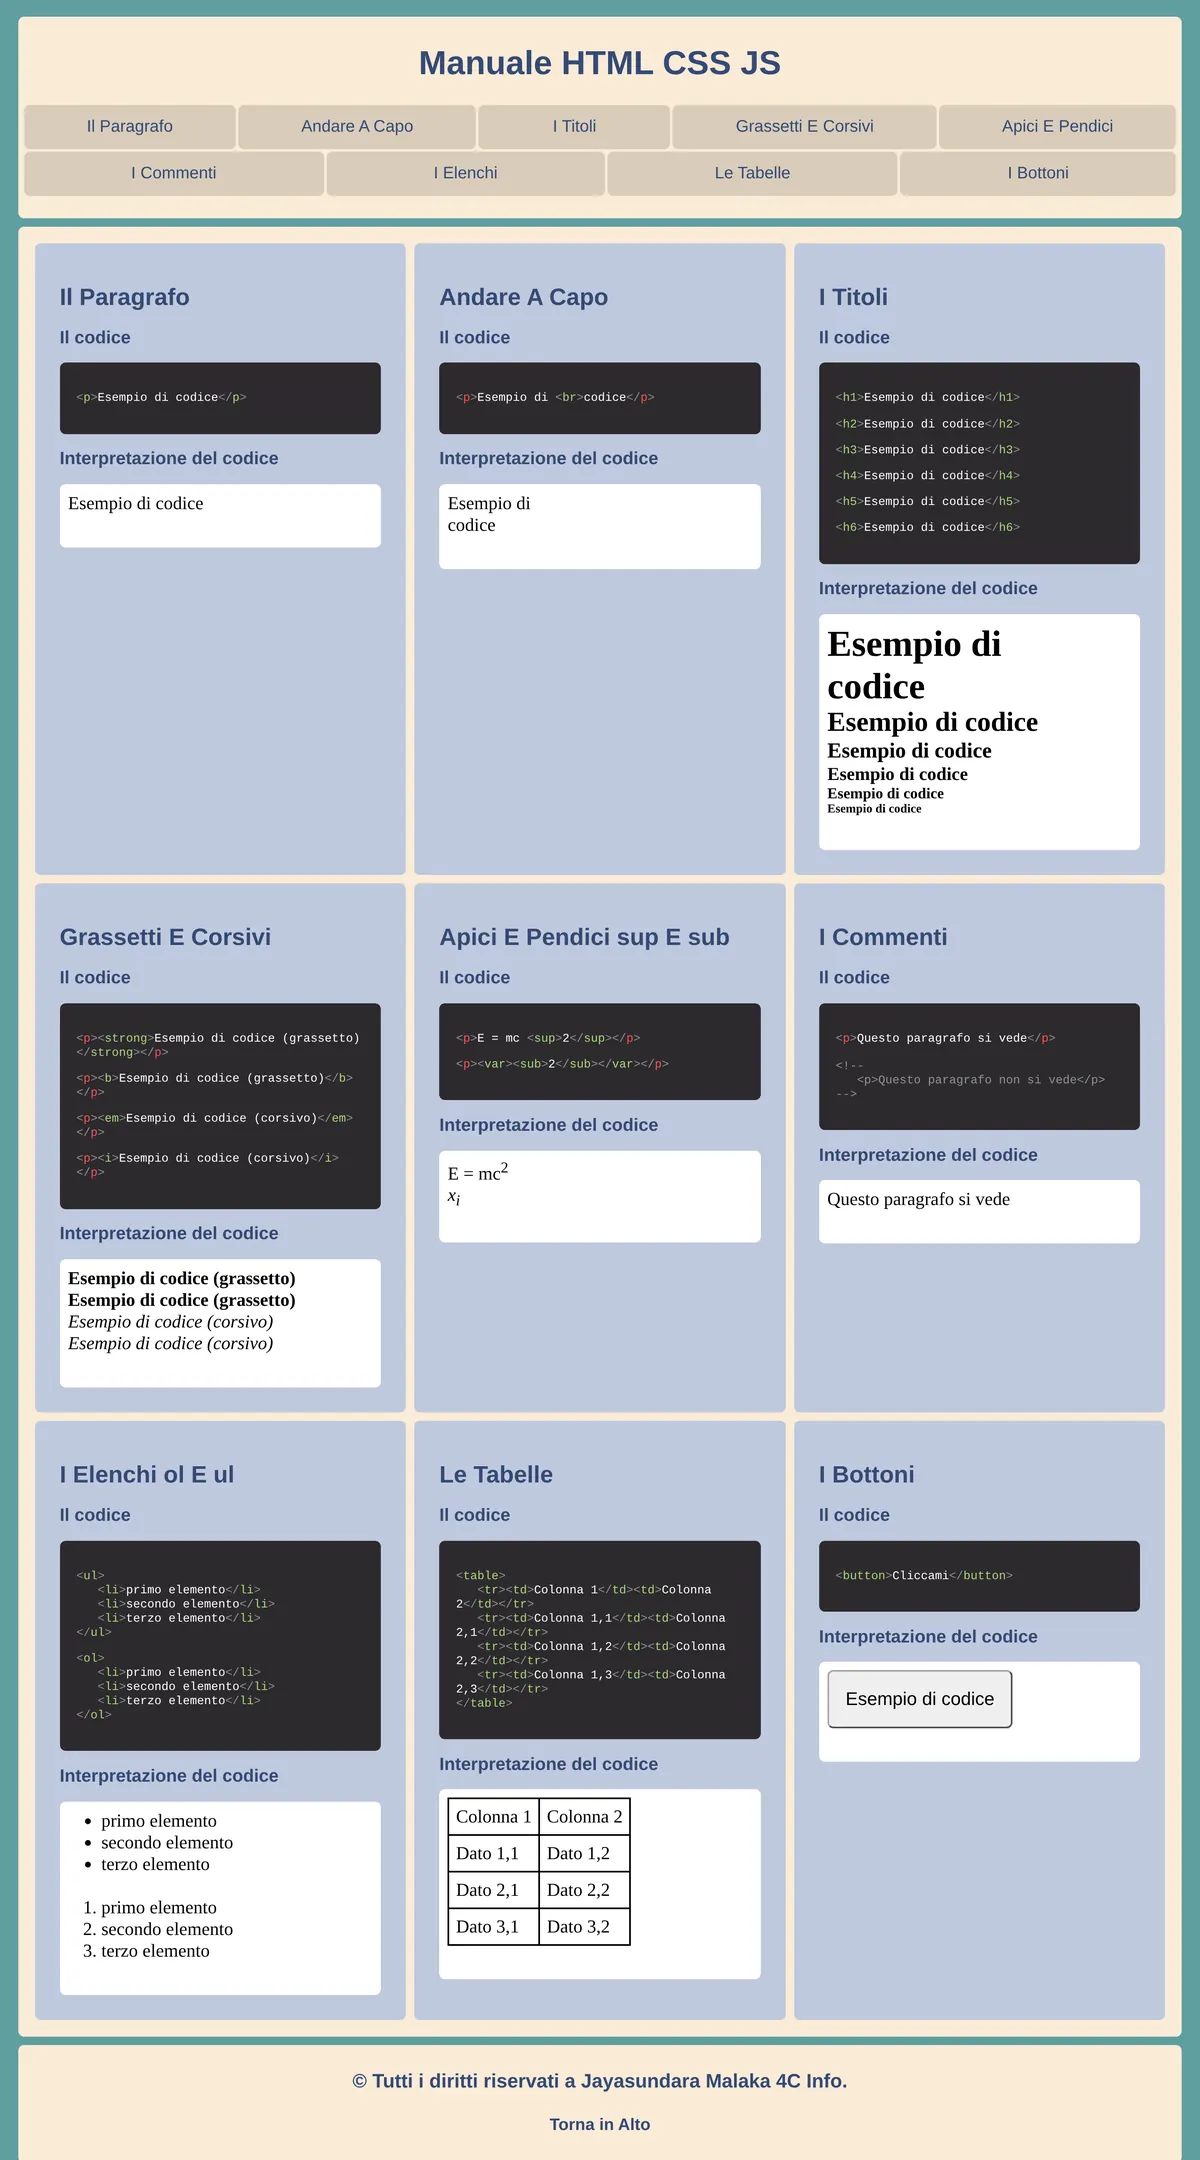 Manuale HTML CSS JS
Il Paragrafo
Andare A Capo
I Titoli
Grassetti E Corsivi
Apici E Pendici
I Commenti
I Elenchi
Le Tabelle
I Bottoni
Il Paragrafo
Il codice
<p>Esempio di codice</p>
Interpretazione del codice
Esempio di codice
Andare A Capo
Il codice
<p>Esempio di <br>codice</p>
Interpretazione del codice
Esempio di
codice
I Titoli
Il codice
<h1>Esempio di codice</h1>
<h2>Esempio di codice</h2>
<h3>Esempio di codice</h3>
<h4>Esempio di codice</h4>
<h5>Esempio di codice</h5>
<h6>Esempio di codice</h6>
Interpretazione del codice
Esempio di
codice
Esempio di codice
Esempio di codice
Esempio di codice
Esempio di codice
Esempio di codice
Grassetti E Corsivi
Il codice
<p><strong>Esempio di codice (grassetto)
</strong></p>
<p><b>Esempio di codice (grassetto)</b>
</p>
<p><em>Esempio di codice (corsivo)</em>
</p>
<p><i>Esempio di codice (corsivo)</i>
</p>
Interpretazione del codice
Esempio di codice (grassetto)
Esempio di codice (grassetto)
Esempio di codice (corsivo)
Esempio di codice (corsivo)
Apici E Pendici sup E sub
Il codice
<p>E = mc <sup>2</sup></p>
<p><var><sub>2</sub></var></p>
Interpretazione del codice
E = mc2
xi
I Commenti
Il codice
<p>Questo paragrafo si vede</p>
<!--
<p>Questo paragrafo non si vede</p>
-->
Interpretazione del codice
Questo paragrafo si vede
I Elenchi ol E ul
Il codice
<ul>
<li>primo elemento</li>
<li>secondo elemento</li>
<li>terzo elemento</li>
</ul>
<ol>
<li>primo elemento</li>
<li>secondo elemento</li>
<li>terzo elemento</li>
</ol>
Interpretazione del codice
• primo elemento
• secondo elemento
• terzo elemento
1. primo elemento
2. secondo elemento
3. terzo elemento
Le Tabelle
Il codice
<table>
<tr><td>Colonna 1</td><td>Colonna
2</td></tr>
<tr><td>Colonna 1,1</td><td>Colonna
2,1</td></tr>
<tr><td>Colonna 1,2</td><td>Colonna
2,2</td></tr>
<tr><td>Colonna 1,3</td><td>Colonna
2,3</td></tr>
</table>
Interpretazione del codice
Colonna 1 Colonna 2
Dato 1,1 Dato 1,2
Dato 2,1 Dato 2,2
Dato 3,1 Dato 3,2
I Bottoni
Il codice
<button>Cliccami</button>
Interpretazione del codice
Esempio di codice
© Tutti i diritti riservati a Jayasundara Malaka 4C Info.
Torna in Alto